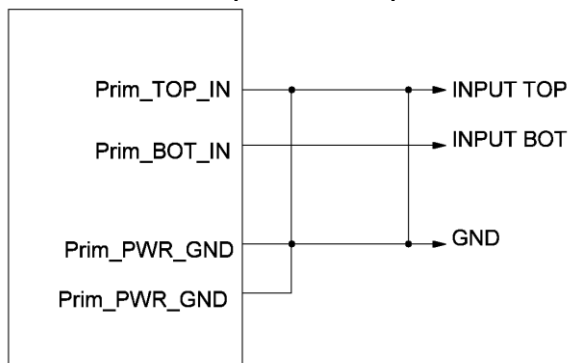 Prim_TOP_IN INPUT TOP
Prim_BOT_IN INPUT BOT
Prim_PWR_GND GND
Prim_PWR_GND